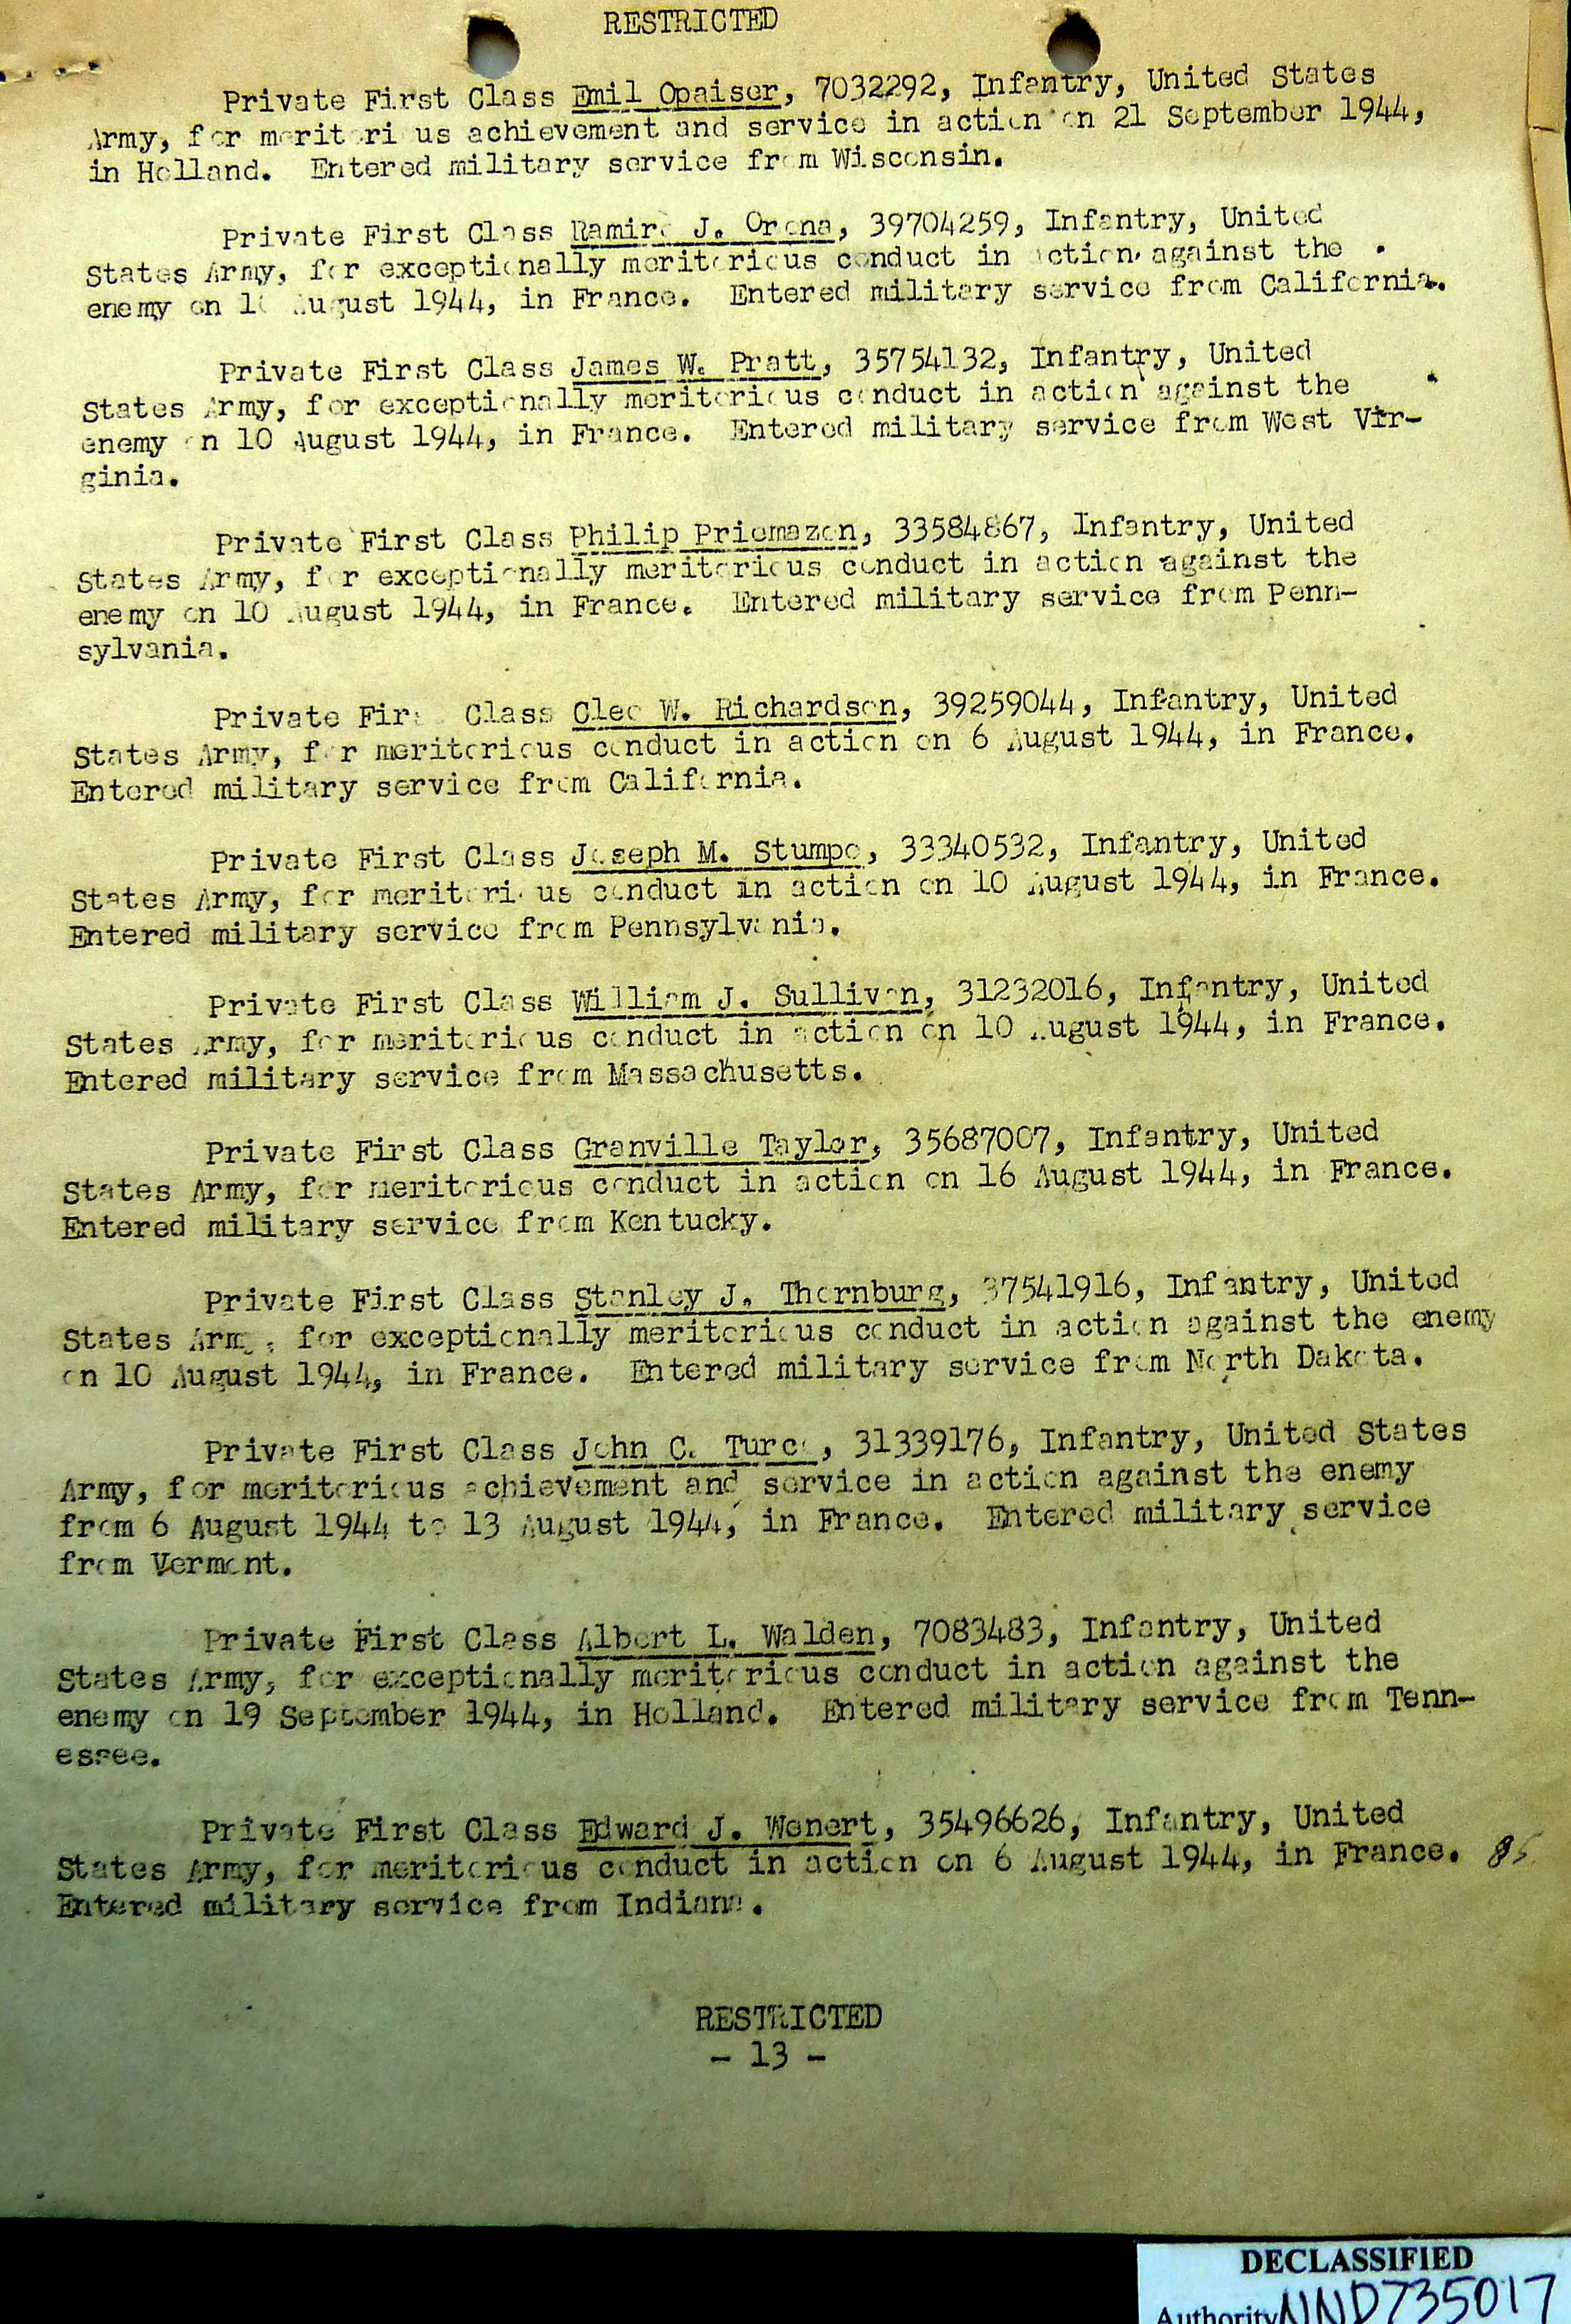 RESTRICTED
Private First Class Emil Opaiser, 7032292, Infantry, United States
Army, for meritorious achievement and service in action on 21 September 1944,
in Holland. Entered military service from Wisconsin.
Private First Class Ramiro J. Orona, 39704259, Infantry, United
States Army, for exceptionally meritorious conduct in action against the
enemy on August 1944, in France. Entered military service from California.
Private First Class James W. Pratt, 35754132, Infantry, United
States Army, for exceptionally meritorious conduct in action against the
enemy on 10 August 1944, in France. Entered military service from West Vir-
ginia.
Private First Class Philip Priomazon, 33584867, Infantry, United
States Army, for exceptionally meritorious conduct in action against the
enemy on 10 August 1944, in France. Entered military service from Penn-
sylvania.
Private First Class Cleo W. Richardson, 39259044, Infantry, United
States Army, for meritorious conduct in action on 6 August 1944, in France.
Entered military service from California.
Private First Class Joseph M. Stumpo, 33340532, Infantry, United
States Army, for meritorious conduct in action on 10 August 1944, in France.
Entered military service from Pennsylvania.
Private First Class William J. Sullivan, 31232016, Infantry, United
States Army, for meritorious conduct in action on 10 August 1944, in France.
Entered military service from Massachusetts.
Private First Class Granville Taylor, 35687007, Infantry, United
States Army, for meritorious conduct in action on 16 August 1944, in France.
Entered military service from Kentucky.
Private First Class Stanley J. Thornburg, 37541916, Infantry, United
States Army, for exceptionally meritorious conduct in action against the enemy
on 10 August 1944, in France. Entered military service from North Dakota.
Private First Class John C. Turco, 31339176, Infantry, United States
Army, for meritorious achievement and service in action against the enemy
from 6 August 1944 to 13 August 1944, in France. Entered military service
from Vermont.
Private First Class Albert L. Walden, 7083483, Infantry, United
States Army, for exceptionally meritorious conduct in action against the
enemy on 19 September 1944, in Holland. Entered military service from Tenn-
essee.
Private First Class Edward J. Wenert, 35496626, Infantry, United
States Army, for meritorious conduct in action on 6 August 1944, in France.
Entered military service from Indiana.
RESTRICTED
- 13 -
DECLASSIFIED
Authority NND735017